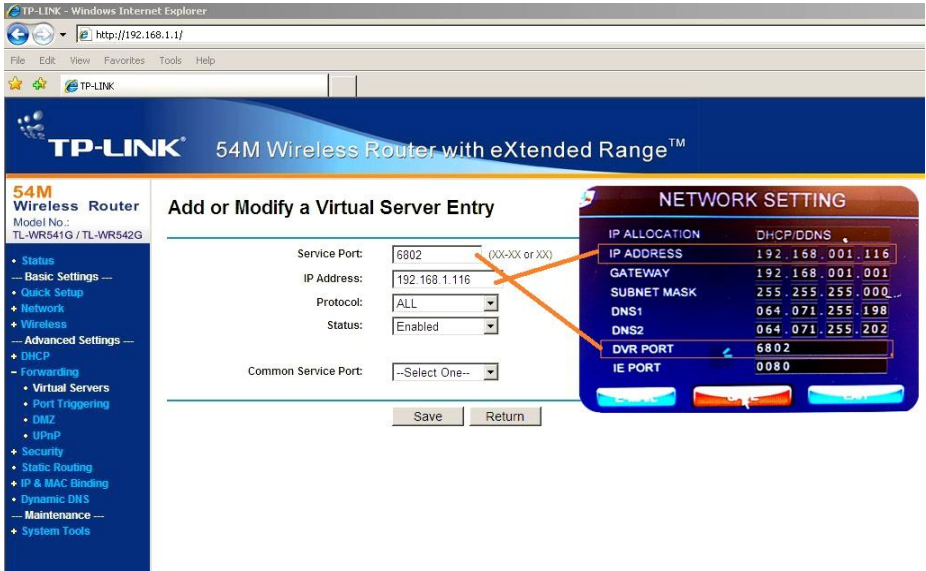 TP-LINK - Windows Internet Explorer
http://192.168.1.1/
File Edit View Favorites Tools Help
TP-LINK
TP-LINK® 54M Wireless Router with eXtended Range™
54M
Wireless Router
Model No.:
TL-WR541G / TL-WR542G
• Status
--- Basic Settings ---
• Quick Setup
+ Network
+ Wireless
--- Advanced Settings ---
+ DHCP
– Forwarding
• Virtual Servers
• Port Triggering
• DMZ
• UPnP
+ Security
• Static Routing
+ IP & MAC Binding
• Dynamic DNS
--- Maintenance ---
+ System Tools
Add or Modify a Virtual Server Entry
Service Port: 6802 (XX-XX or XX)
IP Address: 192.168.1.116
Protocol: ALL
Status: Enabled
Common Service Port: --Select One--
Save Return
NETWORK SETTING
IP ALLOCATION DHCP/DDNS
IP ADDRESS 192.168.001.116
GATEWAY 192.168.001.001
SUBNET MASK 255.255.255.000
DNS1 064.071.255.198
DNS2 064.071.255.202
DVR PORT 6802
IE PORT 0080